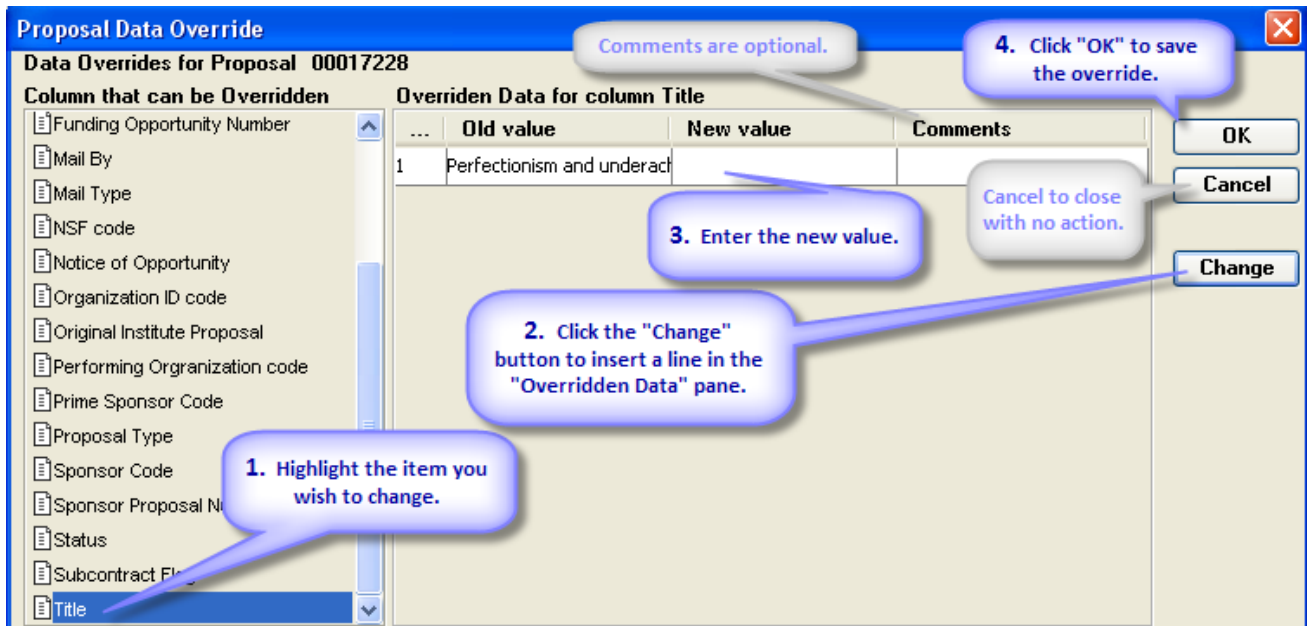 Proposal Data Override
Data Overrides for Proposal 00017228
Comments are optional.
4. Click "OK" to save
the override.
Column that can be Overridden
Funding Opportunity Number
Mail By
Mail Type
NSF code
Notice of Opportunity
Organization ID code
Original Institute Proposal
Performing Orgranization code
Prime Sponsor Code
Proposal Type
Sponsor Code
Sponsor Proposal
Status
Subcontract
Title
1. Highlight the item you
wish to change.
Overriden Data for column Title
... Old value New value Comments
1 Perfectionism and underach
3. Enter the new value.
2. Click the "Change"
button to insert a line in the
"Overridden Data" pane.
OK
Cancel
Cancel to close
with no action.
Change